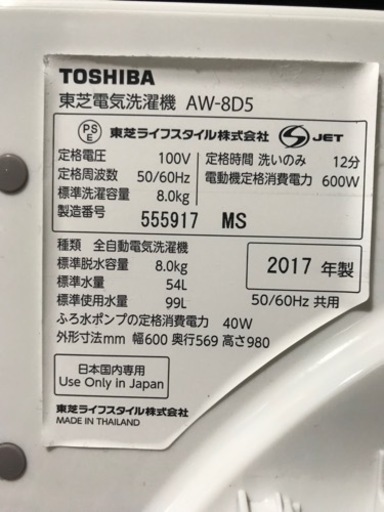 TOSHIBA
東芝電気洗濯機 AW-8D5
PSE 東芝ライフスタイル株式会社 S JET
定格電圧 100V 定格時間 洗いのみ 12分
定格周波数 50/60Hz 電動機定格消費電力 600W
標準洗濯容量 8.0kg
製造番号 555917 MS
種類 全自動電気洗濯機
標準脱水容量 8.0kg 2017 年製
標準水量 54L
標準使用水量 99L 50/60Hz 共用
ふろ水ポンプの定格消費電力 40W
外形寸法mm 幅600 奥行569 高さ980
日本国内専用
Use Only in Japan
東芝ライフスタイル株式会社
MADE IN THAILAND